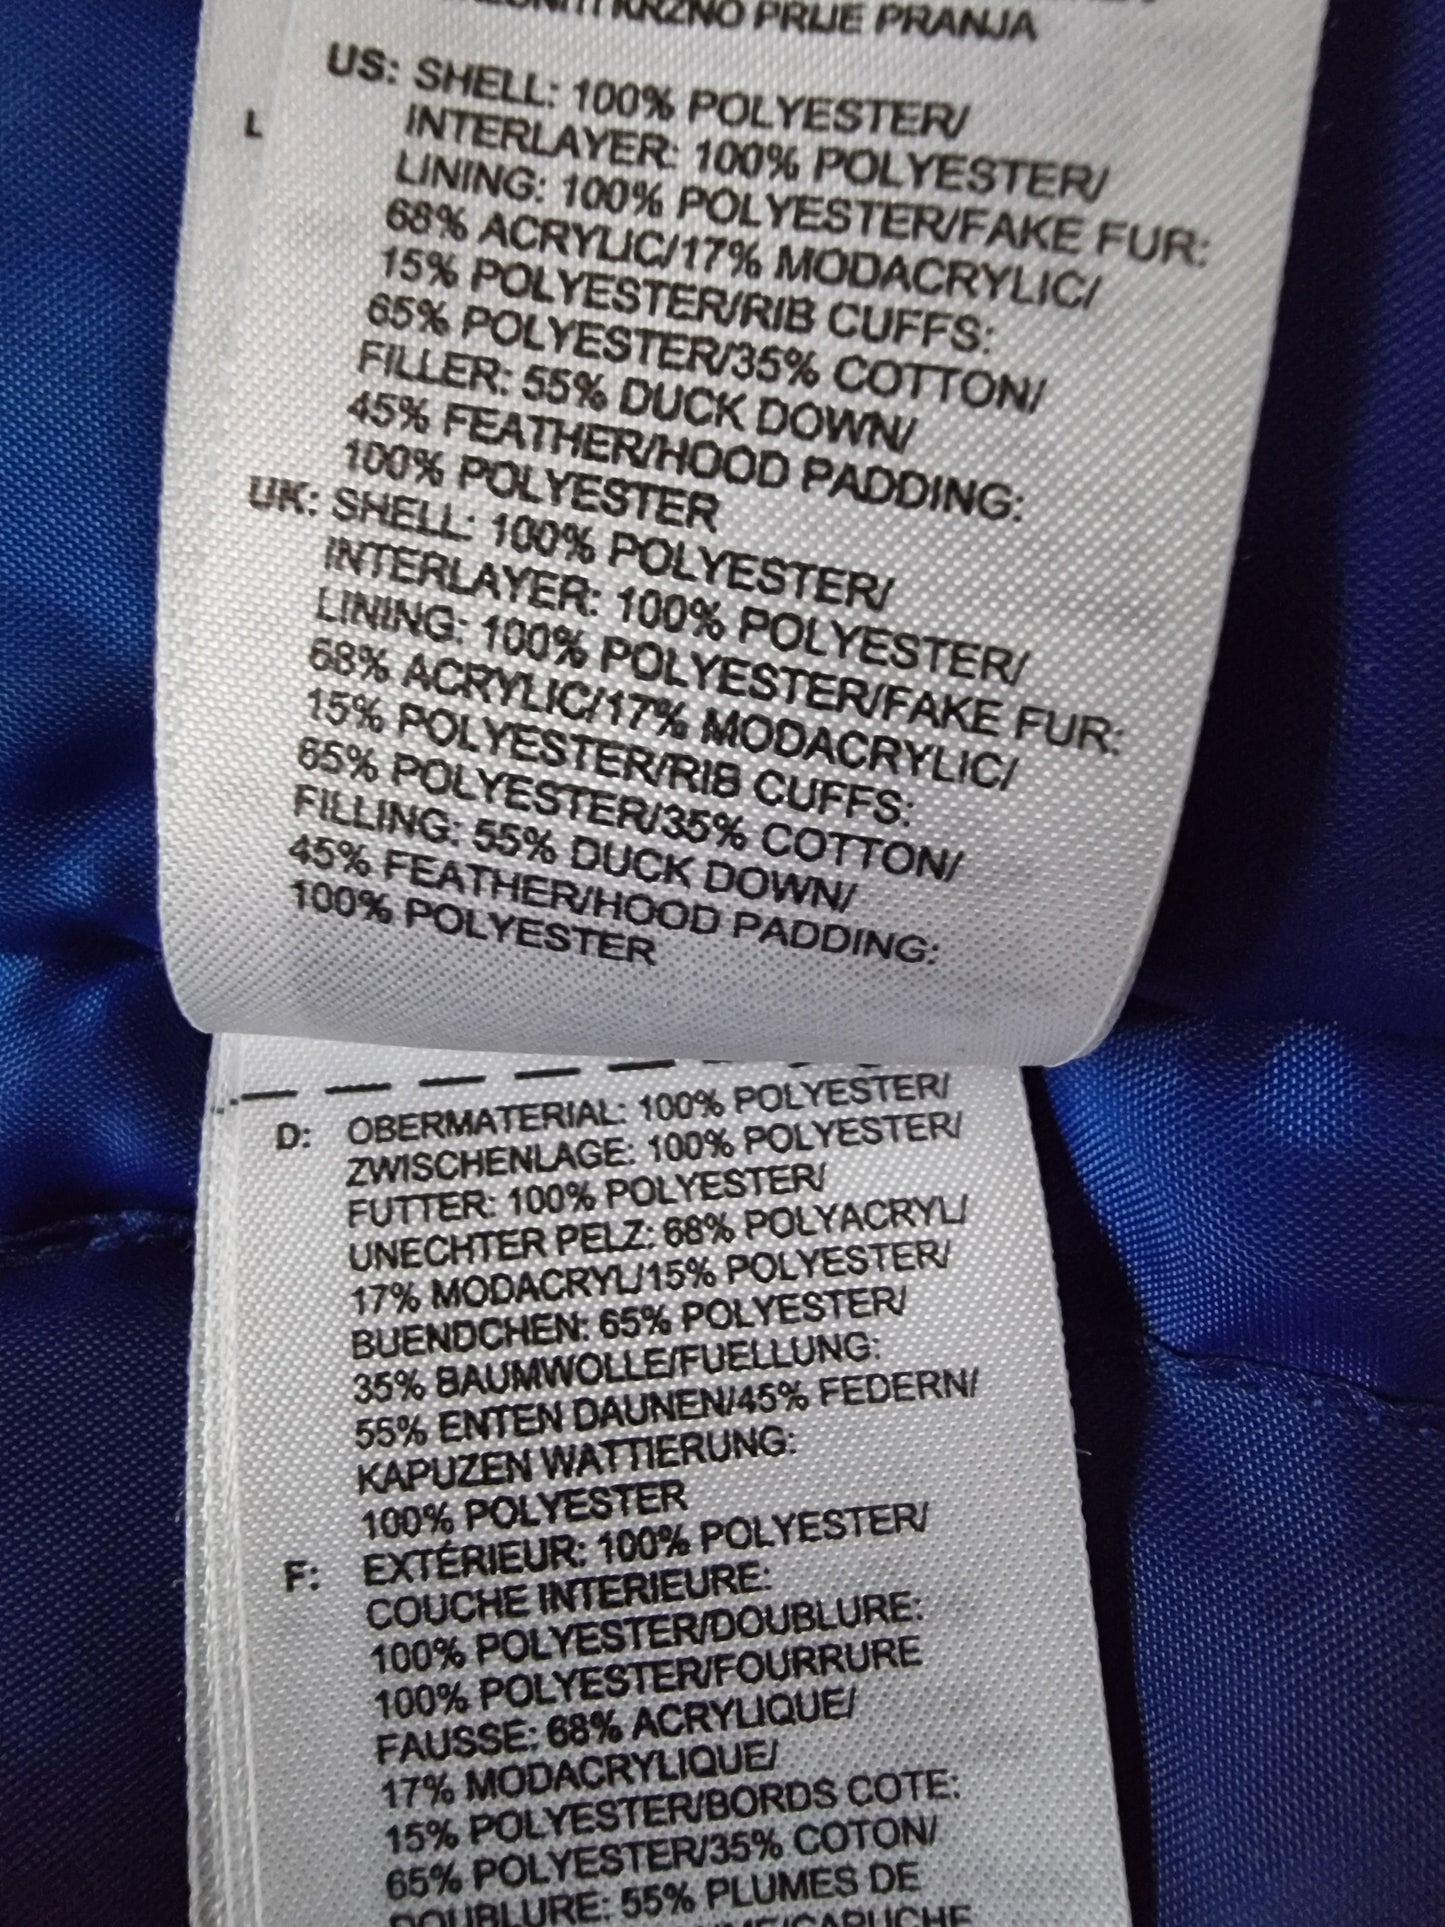 KRZNO PRIJE PRANJA
L
US: SHELL: 100% POLYESTER/
INTERLAYER: 100% POLYESTER/
LINING: 100% POLYESTER/FAKE FUR:
68% ACRYLIC/17% MODACRYLIC/
15% POLYESTER/RIB CUFFS:
65% POLYESTER/35% COTTON/
FILLER: 55% DUCK DOWN/
45% FEATHER/HOOD PADDING:
100% POLYESTER
UK: SHELL: 100% POLYESTER/
INTERLAYER: 100% POLYESTER/
LINING: 100% POLYESTER/FAKE FUR:
68% ACRYLIC/17% MODACRYLIC/
15% POLYESTER/RIB CUFFS:
65% POLYESTER/35% COTTON/
FILLING: 55% DUCK DOWN/
45% FEATHER/HOOD PADDING:
100% POLYESTER
D: OBERMATERIAL: 100% POLYESTER/
ZWISCHENLAGE: 100% POLYESTER/
FUTTER: 100% POLYESTER/
UNECHTER PELZ: 68% POLYACRYL/
17% MODACRYL/15% POLYESTER/
BUENDCHEN: 65% POLYESTER/
35% BAUMWOLLE/FUELLUNG:
55% ENTEN DAUNEN/45% FEDERN/
KAPUZEN WATTIERUNG:
100% POLYESTER
F: EXTÉRIEUR: 100% POLYESTER/
COUCHE INTERIEURE:
100% POLYESTER/DOUBLURE:
100% POLYESTER/FOURRURE
FAUSSE: 68% ACRYLIQUE/
17% MODACRYLIQUE/
15% POLYESTER/BORDS COTE:
65% POLYESTER/35% COTON/
DOUBLURE: 55% PLUMES DE